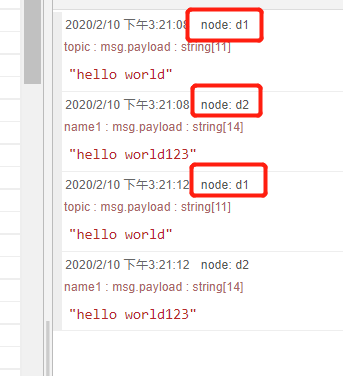 2020/2/10 下午3:21:08 node: d1
topic : msg.payload : string[11]
"hello world"
2020/2/10 下午3:21:08 node: d2
name1 : msg.payload : string[14]
"hello world123"
2020/2/10 下午3:21:12 node: d1
topic : msg.payload : string[11]
"hello world"
2020/2/10 下午3:21:12 node: d2
name1 : msg.payload : string[14]
"hello world123"